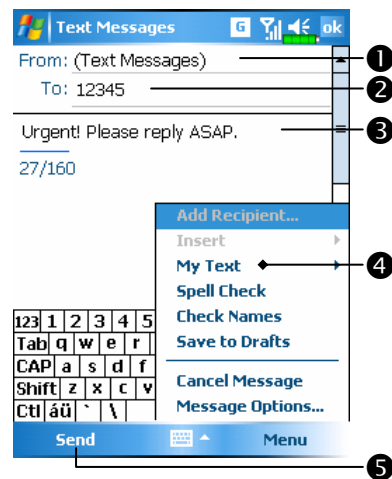 Text Messages G ok
From: (Text Messages) 1
To: 12345 2
Urgent! Please reply ASAP. 3
27/160
Add Recipient...
Insert
My Text 4
Spell Check
Check Names
Save to Drafts
Cancel Message
Message Options...
123 1 2 3 4 5
Tab q w e r
CAP a s d f
Shift z x c v
Ctl áü ` \
Send Menu
5